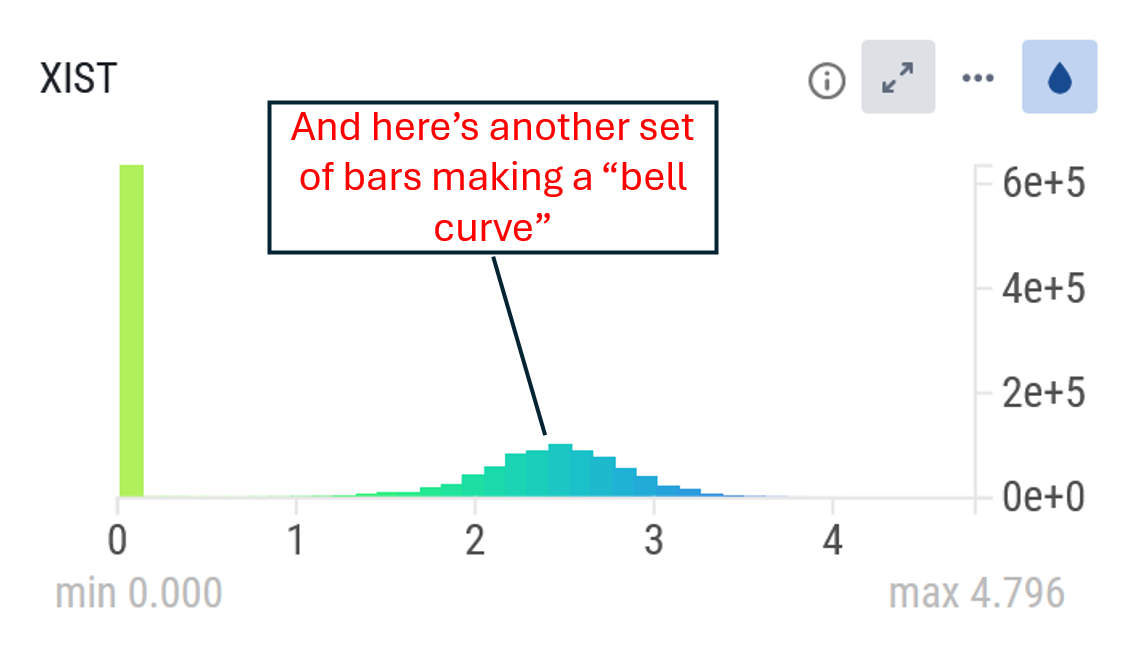 XIST
And here’s another set
of bars making a “bell
curve”
6e+5
4e+5
2e+5
0e+0
0 1 2 3 4
min 0.000 max 4.796